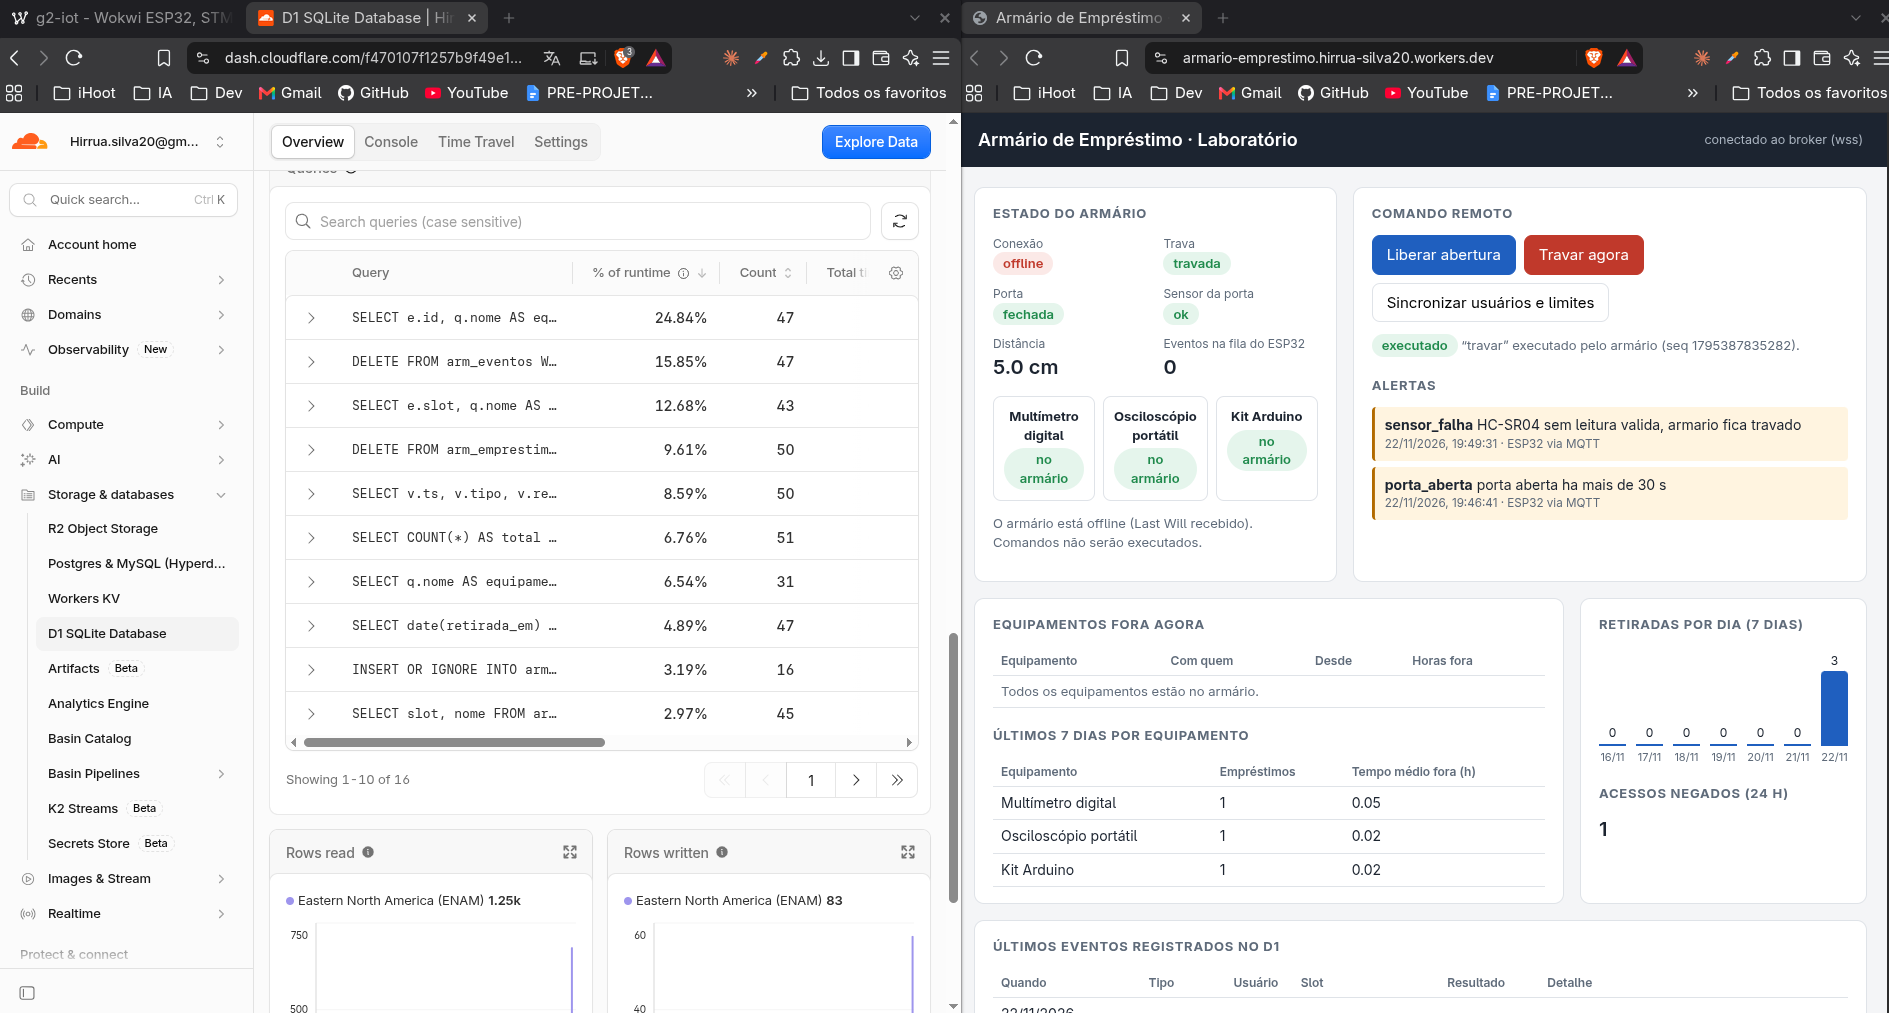 g2-iot - Wokwi ESP32, STM
D1 SQLite Database | Hir
Armário de Empréstimo
dash.cloudflare.com/f470107f1257b9f49e1...
3
armario-emprestimo.hirrua-silva20.workers.dev
iHoot
IA
Dev
Gmail
GitHub
YouTube
PRE-PROJET...
»
Todos os favoritos
iHoot
IA
Dev
Gmail
GitHub
YouTube
PRE-PROJET...
»
Todos os favoritos
Hirrua.silva20@gm...
Quick search... Ctrl K
Account home
Recents
Domains
Observability New
Build
Compute
AI
Storage & databases
R2 Object Storage
Postgres & MySQL (Hyperd...
Workers KV
D1 SQLite Database
Artifacts Beta
Analytics Engine
Basin Catalog
Basin Pipelines
K2 Streams Beta
Secrets Store Beta
Images & Stream
Realtime
Protect & connect
Overview Console Time Travel Settings
Explore Data
Queries
Search queries (case sensitive)
Query % of runtime Count Total ti
SELECT e.id, q.nome AS eq… 24.84% 47
DELETE FROM arm_eventos W… 15.85% 47
SELECT e.slot, q.nome AS … 12.68% 43
DELETE FROM arm_emprestim… 9.61% 50
SELECT v.ts, v.tipo, v.re… 8.59% 50
SELECT COUNT(*) AS total … 6.76% 51
SELECT q.nome AS equipame… 6.54% 31
SELECT date(retirada_em) … 4.89% 47
INSERT OR IGNORE INTO arm… 3.19% 16
SELECT slot, nome FROM ar… 2.97% 45
Showing 1-10 of 16
1
Rows read
Eastern North America (ENAM) 1.25k
750
500
Rows written
Eastern North America (ENAM) 83
60
40
Armário de Empréstimo · Laboratório
conectado ao broker (wss)
ESTADO DO ARMÁRIO
Conexão Trava
offline travada
Porta Sensor da porta
fechada ok
Distância Eventos na fila do ESP32
5.0 cm 0
Multímetro
digital
no
armário
Osciloscópio
portátil
no
armário
Kit Arduino
no
armário
O armário está offline (Last Will recebido).
Comandos não serão executados.
COMANDO REMOTO
Liberar abertura Travar agora
Sincronizar usuários e limites
executado “travar” executado pelo armário (seq 1795387835282).
ALERTAS
sensor_falha HC-SR04 sem leitura valida, armario fica travado
22/11/2026, 19:49:31 · ESP32 via MQTT
porta_aberta porta aberta ha mais de 30 s
22/11/2026, 19:46:41 · ESP32 via MQTT
EQUIPAMENTOS FORA AGORA
Equipamento Com quem Desde Horas fora
Todos os equipamentos estão no armário.
ÚLTIMOS 7 DIAS POR EQUIPAMENTO
Equipamento Empréstimos Tempo médio fora (h)
Multímetro digital 1 0.05
Osciloscópio portátil 1 0.02
Kit Arduino 1 0.02
RETIRADAS POR DIA (7 DIAS)
3
0 0 0 0 0 0
16/11 17/11 18/11 19/11 20/11 21/11 22/11
ACESSOS NEGADOS (24 H)
1
ÚLTIMOS EVENTOS REGISTRADOS NO D1
Quando Tipo Usuário Slot Resultado Detalhe
22/11/2026